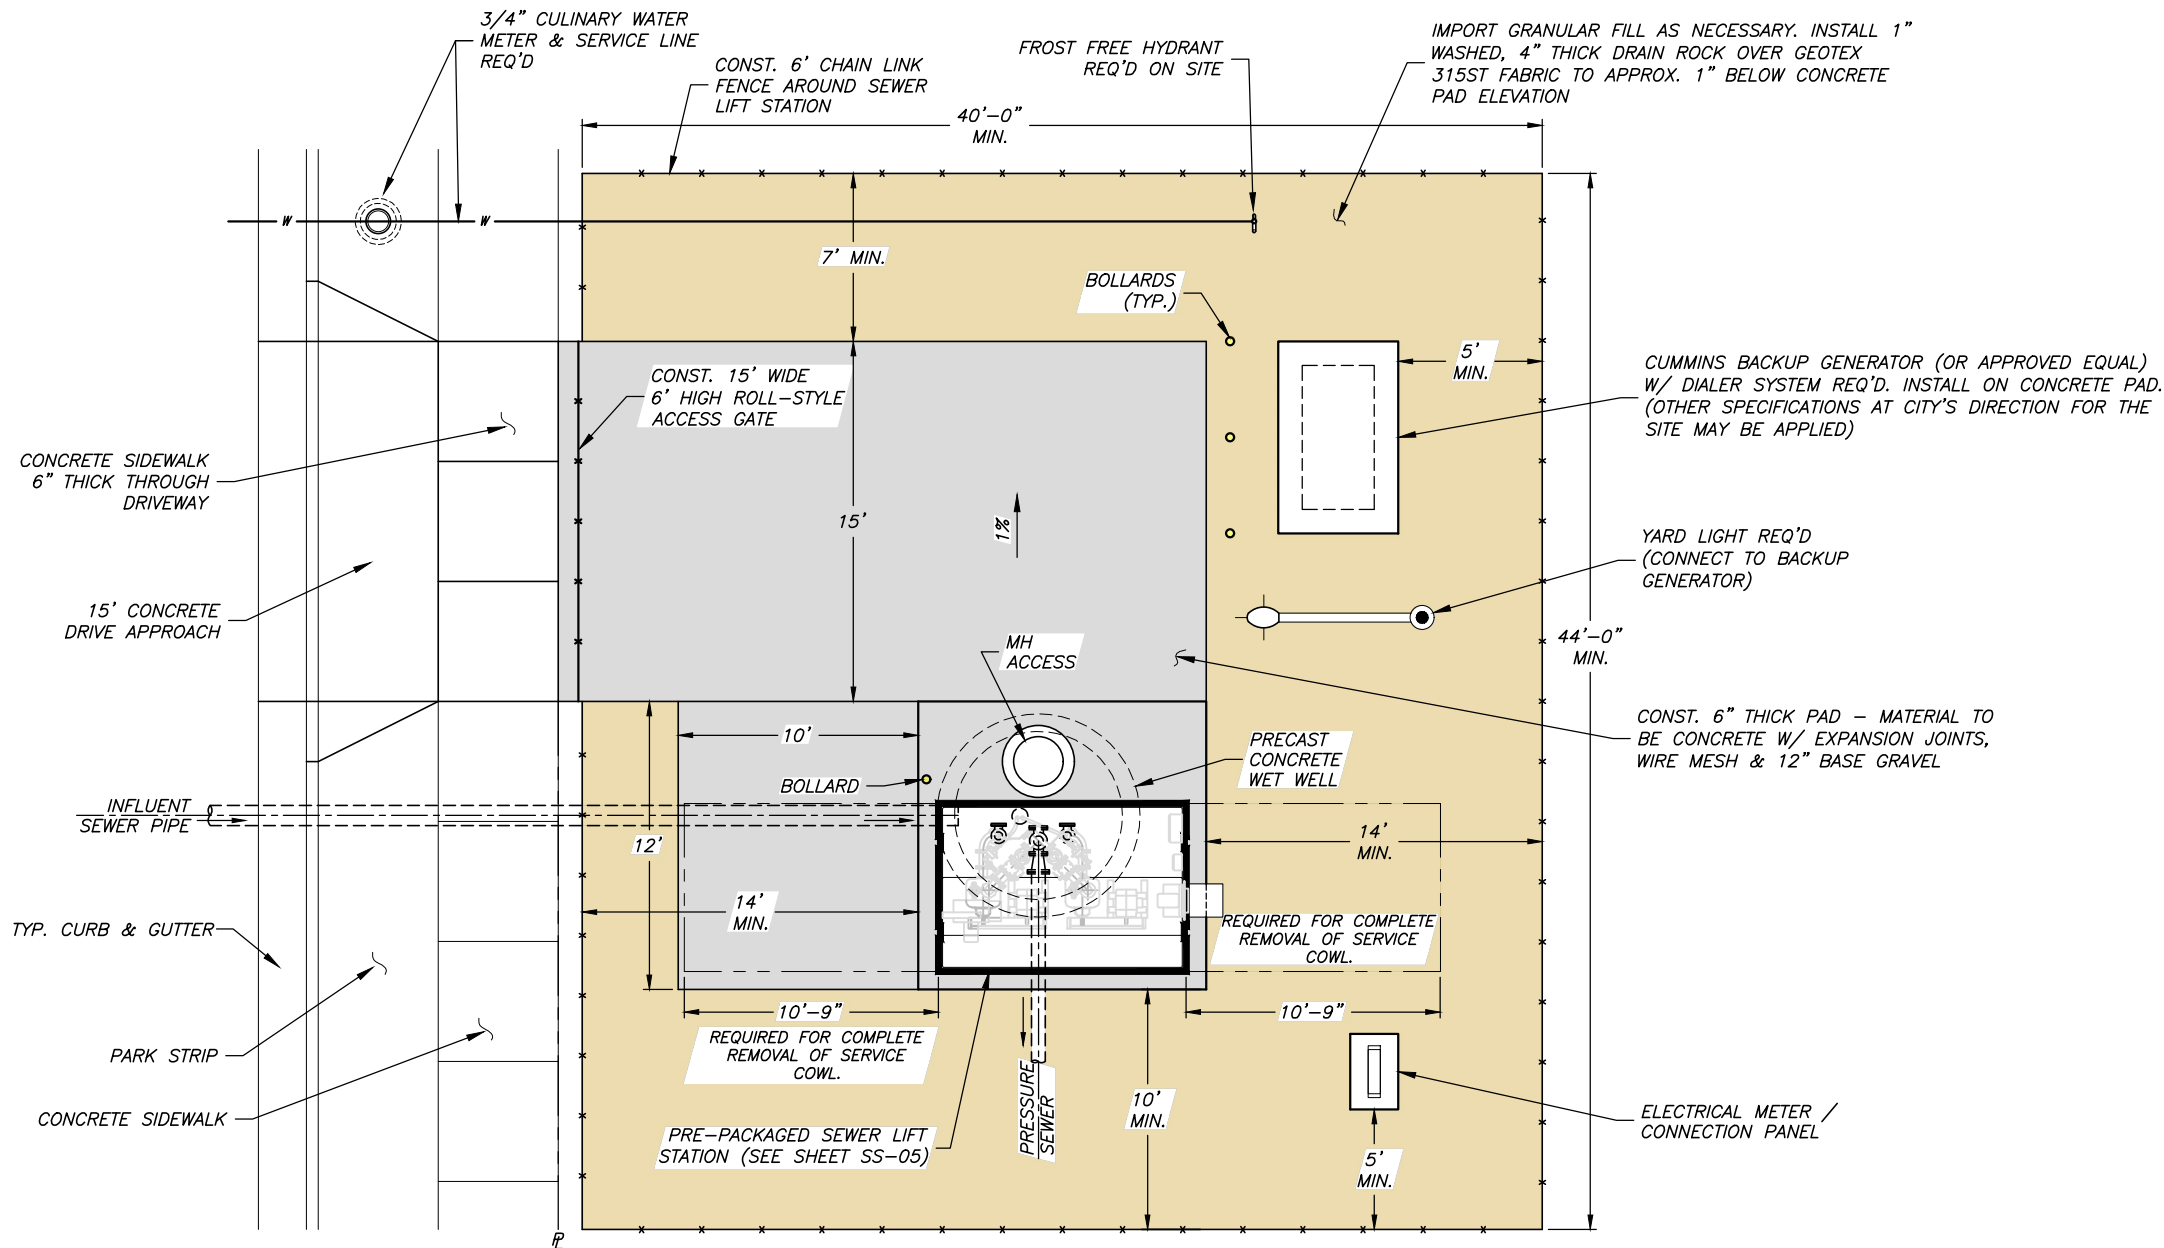 3/4" CULINARY WATER
METER & SERVICE LINE
REQ'D
CONST. 6' CHAIN LINK
FENCE AROUND SEWER
LIFT STATION
FROST FREE HYDRANT
REQ'D ON SITE
IMPORT GRANULAR FILL AS NECESSARY. INSTALL 1"
WASHED, 4" THICK DRAIN ROCK OVER GEOTEX
315ST FABRIC TO APPROX. 1" BELOW CONCRETE
PAD ELEVATION
40'-0"
MIN.
W
W
7' MIN.
BOLLARDS
(TYP.)
5'
MIN.
CUMMINS BACKUP GENERATOR (OR APPROVED EQUAL)
W/ DIALER SYSTEM REQ'D. INSTALL ON CONCRETE PAD.
(OTHER SPECIFICATIONS AT CITY'S DIRECTION FOR THE
SITE MAY BE APPLIED)
CONST. 15' WIDE
6' HIGH ROLL-STYLE
ACCESS GATE
CONCRETE SIDEWALK
6" THICK THROUGH
DRIVEWAY
15'
1%
YARD LIGHT REQ'D
(CONNECT TO BACKUP
GENERATOR)
15' CONCRETE
DRIVE APPROACH
MH
ACCESS
44'-0"
MIN.
CONST. 6" THICK PAD - MATERIAL TO
BE CONCRETE W/ EXPANSION JOINTS,
WIRE MESH & 12" BASE GRAVEL
10'
PRECAST
CONCRETE
WET WELL
BOLLARD
INFLUENT
SEWER PIPE
12'
14'
MIN.
14'
MIN.
REQUIRED FOR COMPLETE
REMOVAL OF SERVICE
COWL.
TYP. CURB & GUTTER
10'-9"
10'-9"
REQUIRED FOR COMPLETE
REMOVAL OF SERVICE
COWL.
PARK STRIP
CONCRETE SIDEWALK
PRESSURE
SEWER
10'
MIN.
PRE-PACKAGED SEWER LIFT
STATION (SEE SHEET SS-05)
ELECTRICAL METER /
CONNECTION PANEL
5'
MIN.
PL